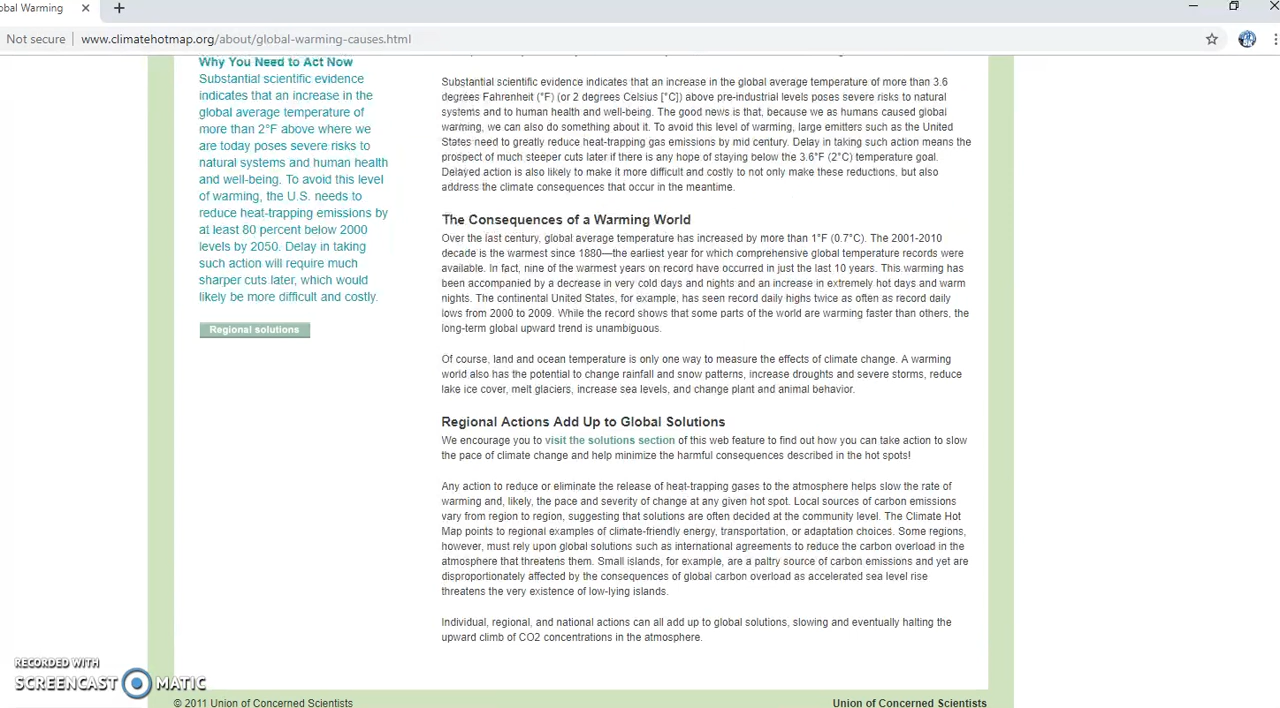 obal Warming
Not secure | www.climatehotmap.org/about/global-warming-causes.html
Why You Need to Act Now
Substantial scientific evidence
indicates that an increase in the
global average temperature of
more than 2°F above where we
are today poses severe risks to
natural systems and human health
and well-being. To avoid this level
of warming, the U.S. needs to
reduce heat-trapping emissions by
at least 80 percent below 2000
levels by 2050. Delay in taking
such action will require much
sharper cuts later, which would
likely be more difficult and costly.
Regional solutions
Substantial scientific evidence indicates that an increase in the global average temperature of more than 3.6
degrees Fahrenheit (°F) (or 2 degrees Celsius [°C]) above pre-industrial levels poses severe risks to natural
systems and to human health and well-being. The good news is that, because we as humans caused global
warming, we can also do something about it. To avoid this level of warming, large emitters such as the United
States need to greatly reduce heat-trapping gas emissions by mid century. Delay in taking such action means the
prospect of much steeper cuts later if there is any hope of staying below the 3.6°F (2°C) temperature goal.
Delayed action is also likely to make it more difficult and costly to not only make these reductions, but also
address the climate consequences that occur in the meantime.
The Consequences of a Warming World
Over the last century, global average temperature has increased by more than 1°F (0.7°C). The 2001-2010
decade is the warmest since 1880—the earliest year for which comprehensive global temperature records were
available. In fact, nine of the warmest years on record have occurred in just the last 10 years. This warming has
been accompanied by a decrease in very cold days and nights and an increase in extremely hot days and warm
nights. The continental United States, for example, has seen record daily highs twice as often as record daily
lows from 2000 to 2009. While the record shows that some parts of the world are warming faster than others, the
long-term global upward trend is unambiguous.
Of course, land and ocean temperature is only one way to measure the effects of climate change. A warming
world also has the potential to change rainfall and snow patterns, increase droughts and severe storms, reduce
lake ice cover, melt glaciers, increase sea levels, and change plant and animal behavior.
Regional Actions Add Up to Global Solutions
We encourage you to visit the solutions section of this web feature to find out how you can take action to slow
the pace of climate change and help minimize the harmful consequences described in the hot spots!
Any action to reduce or eliminate the release of heat-trapping gases to the atmosphere helps slow the rate of
warming and, likely, the pace and severity of change at any given hot spot. Local sources of carbon emissions
vary from region to region, suggesting that solutions are often decided at the community level. The Climate Hot
Map points to regional examples of climate-friendly energy, transportation, or adaptation choices. Some regions,
however, must rely upon global solutions such as international agreements to reduce the carbon overload in the
atmosphere that threatens them. Small islands, for example, are a paltry source of carbon emissions and yet are
disproportionately affected by the consequences of global carbon overload as accelerated sea level rise
threatens the very existence of low-lying islands.
Individual, regional, and national actions can all add up to global solutions, slowing and eventually halting the
upward climb of CO2 concentrations in the atmosphere.
RECORDED WITH
SCREENCAST MATIC
© 2011 Union of Concerned Scientists
Union of Concerned Scientists